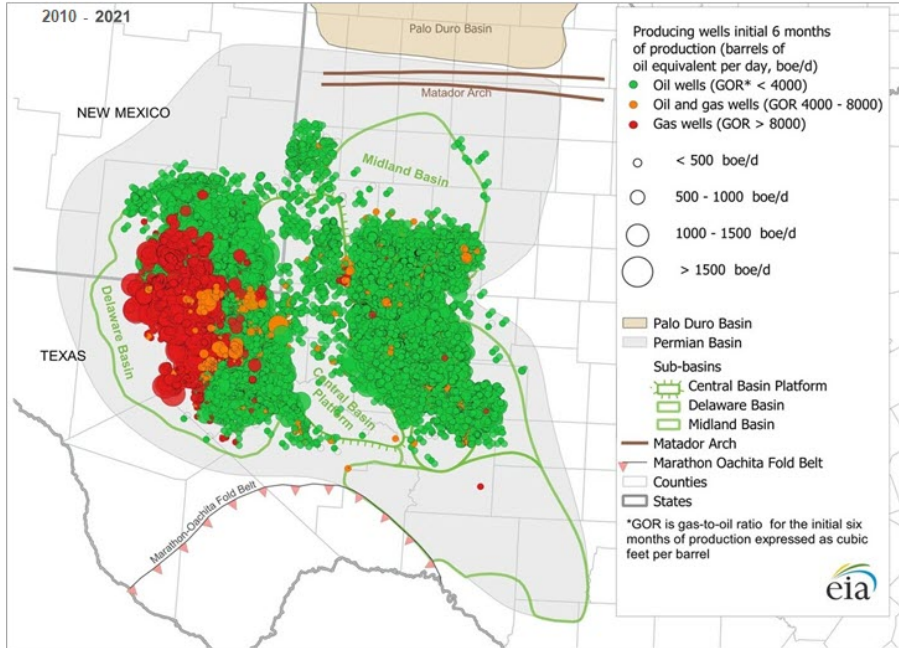 2010 - 2021
Palo Duro Basin
Matador Arch
NEW MEXICO
Midland Basin
Delaware Basin
TEXAS
Central Basin
Platform
Marathon-Oachita Fold Belt
Producing wells initial 6 months
of production (barrels of
oil equivalent per day, boe/d)
Oil wells (GOR* < 4000)
Oil and gas wells (GOR 4000 - 8000)
Gas wells (GOR > 8000)
< 500 boe/d
500 - 1000 boe/d
1000 - 1500 boe/d
> 1500 boe/d
Palo Duro Basin
Permian Basin
Sub-basins
Central Basin Platform
Delaware Basin
Midland Basin
Matador Arch
Marathon Oachita Fold Belt
Counties
States
*GOR is gas-to-oil ratio for the initial six
months of production expressed as cubic
feet per barrel
eia